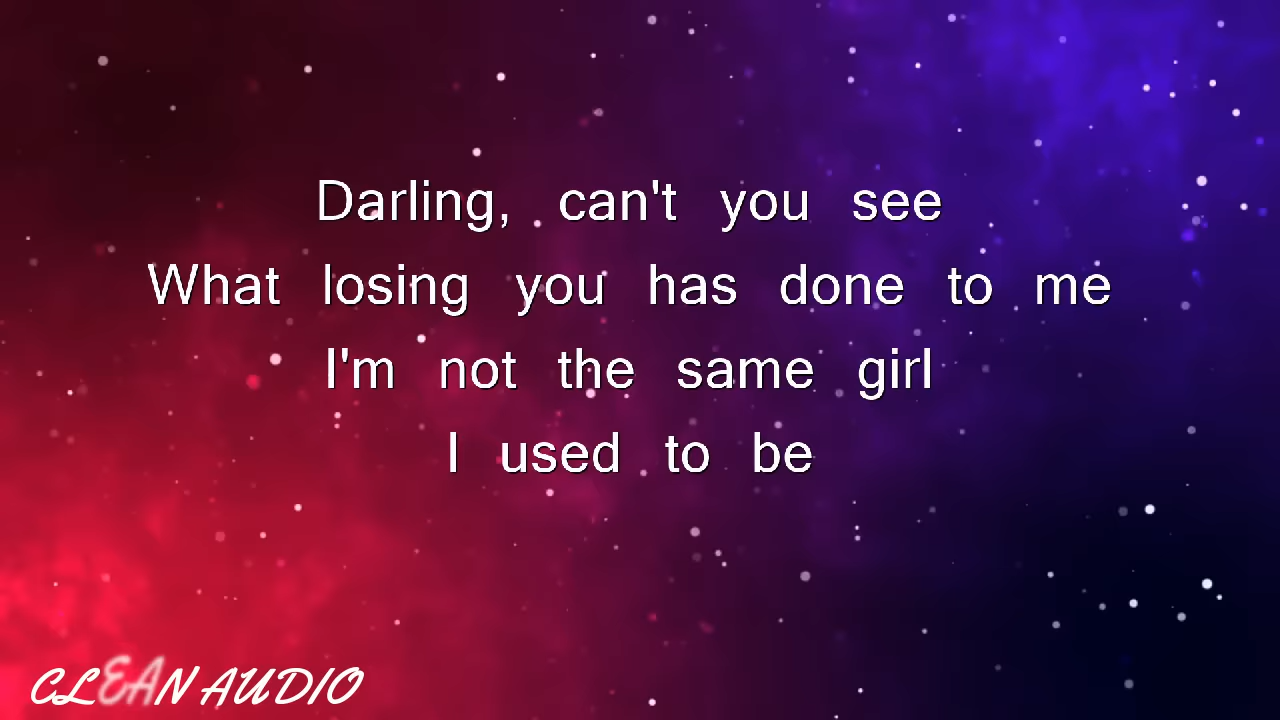 Darling, can't you see
What losing you has done to me
I'm not the same girl
I used to be
CLEAN AUDIO